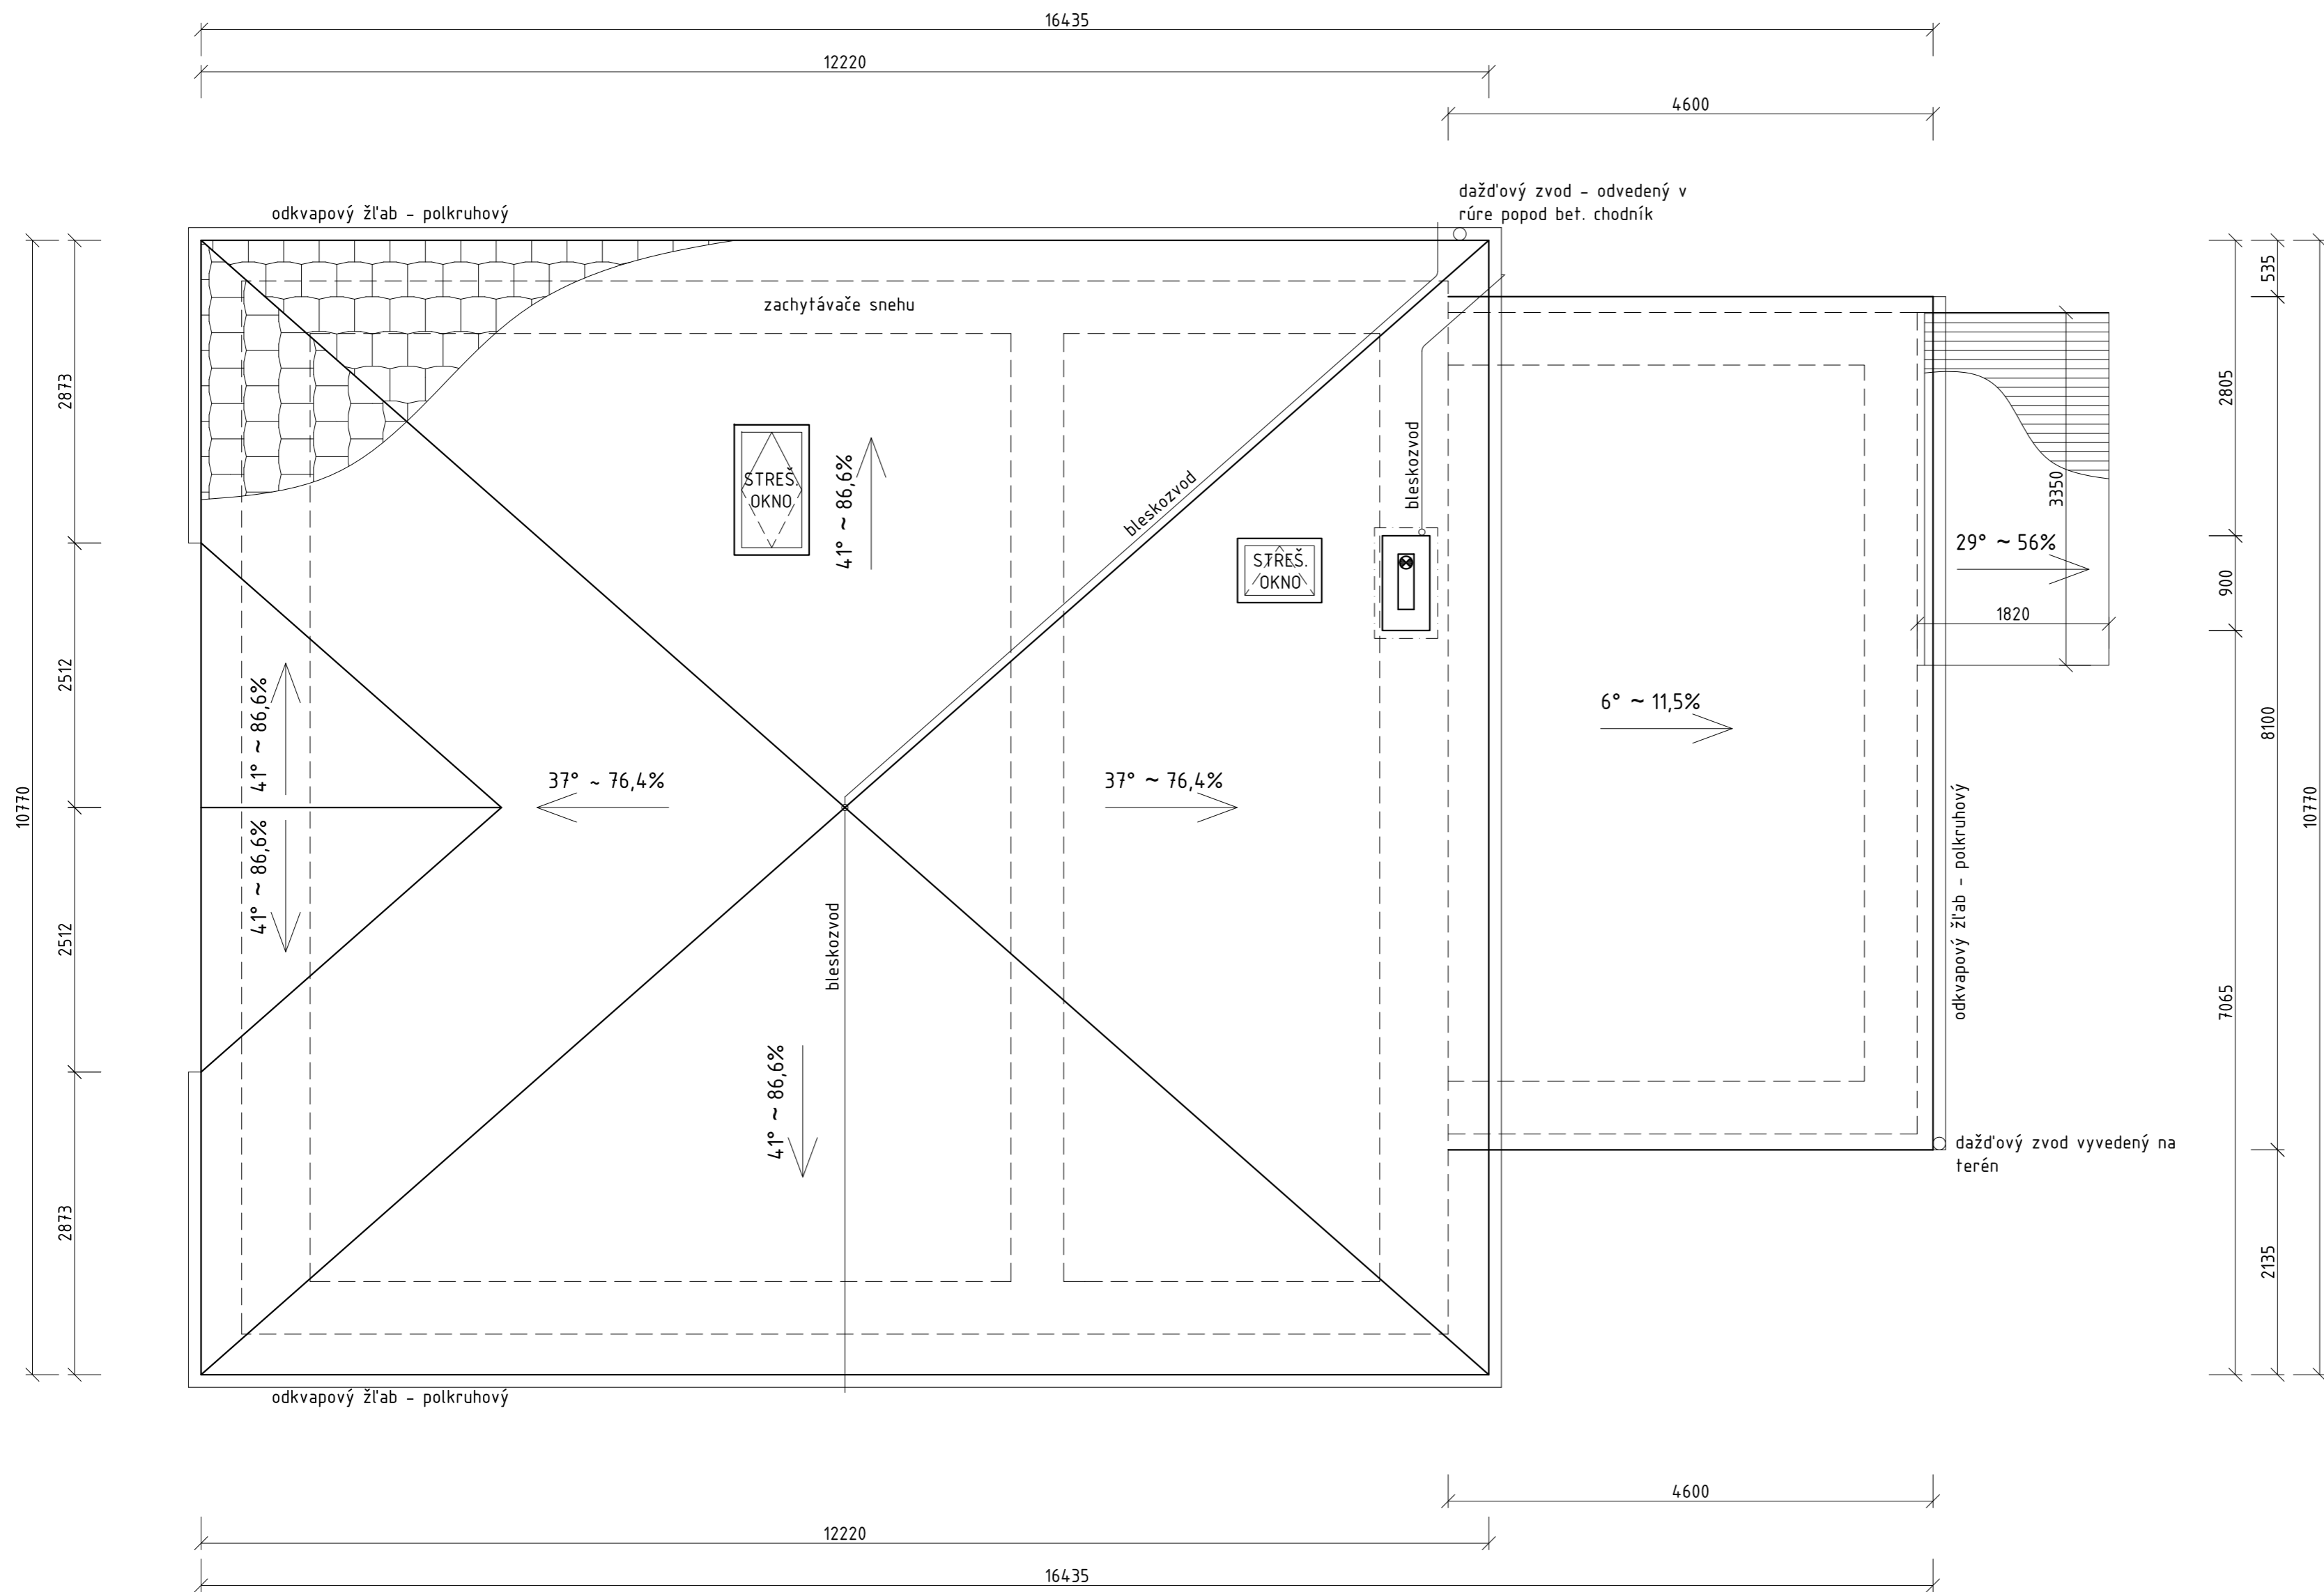 16435
12220
4600
dažďový zvod - odvedený v
rúre popod bet. chodník
odkvapový žľab - polkruhový
zachytávače snehu
535
2873
2805
STREŠ.
OKNO
41° ~ 86,6%
bleskozvod
bleskozvod
3350
29° ~ 56%
STREŠ.
OKNO
900
1820
2512
41° ~ 86,6%
6° ~ 11,5%
8100
10770
37° ~ 76,4%
37° ~ 76,4%
10770
41° ~ 86,6%
odkvapový žľab - polkruhový
2512
bleskozvod
7065
41° ~ 86,6%
dažďový zvod vyvedený na
terén
2873
2135
odkvapový žľab - polkruhový
4600
12220
16435